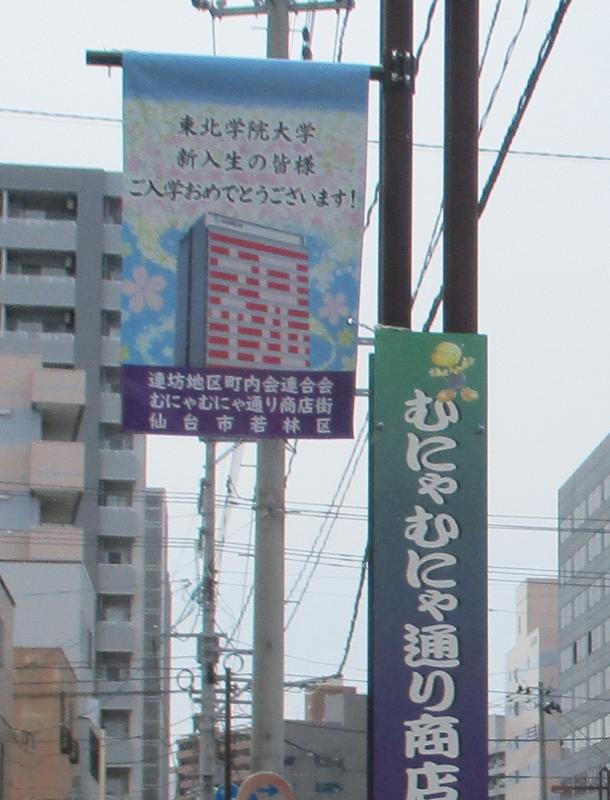 東北学院大学
新入生の皆様
ご入学おめでとうございます!
連坊地区町内会連合会
むにゃむにゃ通り商店街
仙台市若林区
むにゃむにゃ通り商店